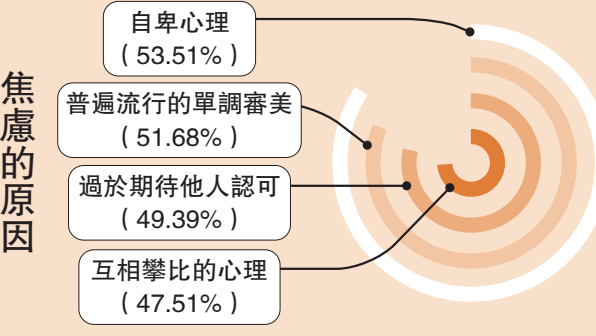 焦慮的原因
自卑心理
（53.51%）
普遍流行的單調審美
（51.68%）
過於期待他人認可
（49.39%）
互相攀比的心理
（47.51%）